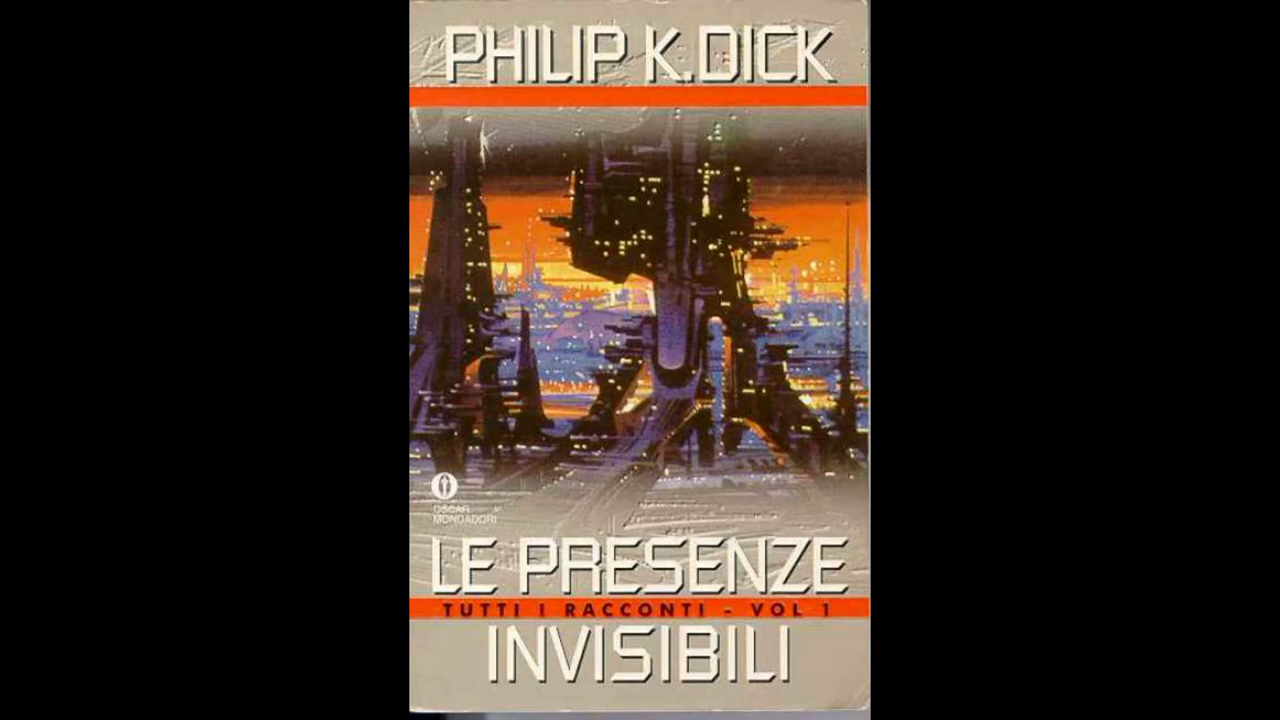 PHILIP K.DICK
OSCAR
MONDADORI
LE PRESENZE
TUTTI I RACCONTI - VOL 1
INVISIBILI